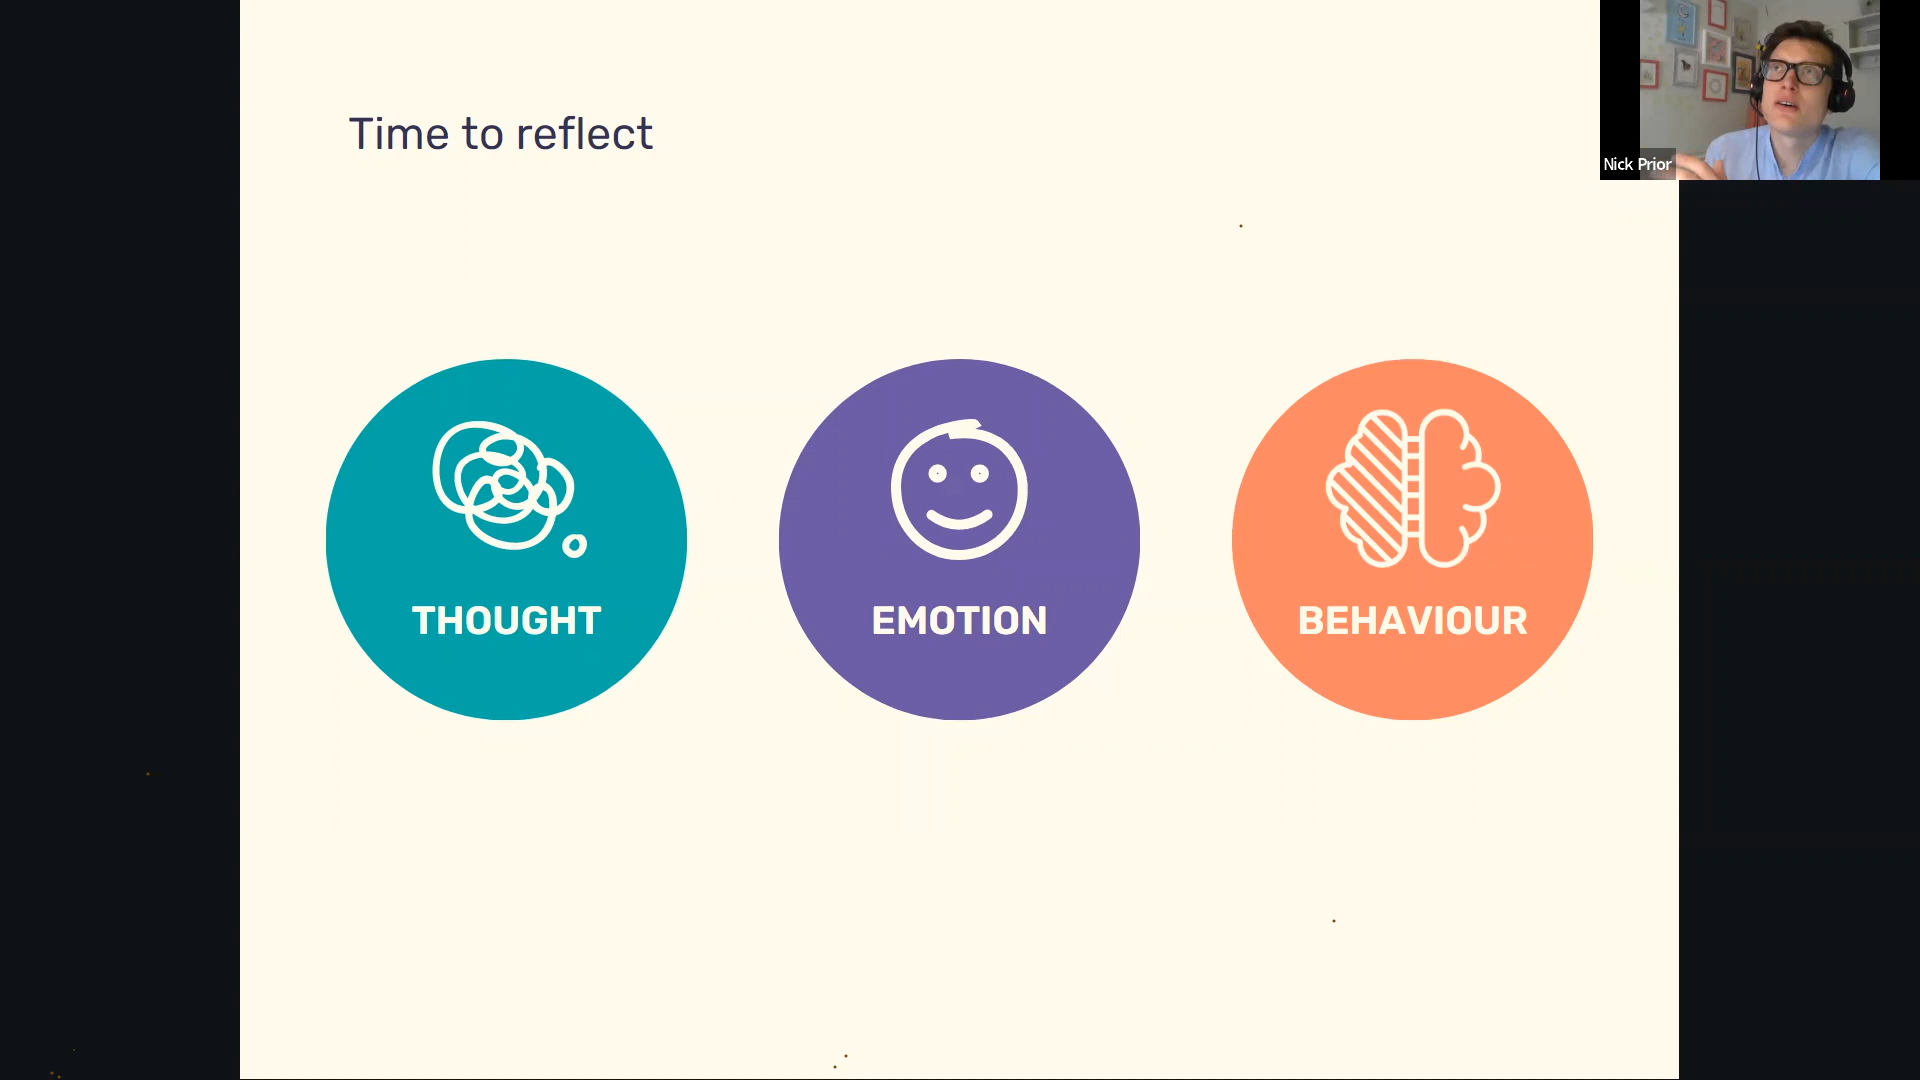 Time to reflect
Nick Prior
THOUGHT
EMOTION
BEHAVIOUR